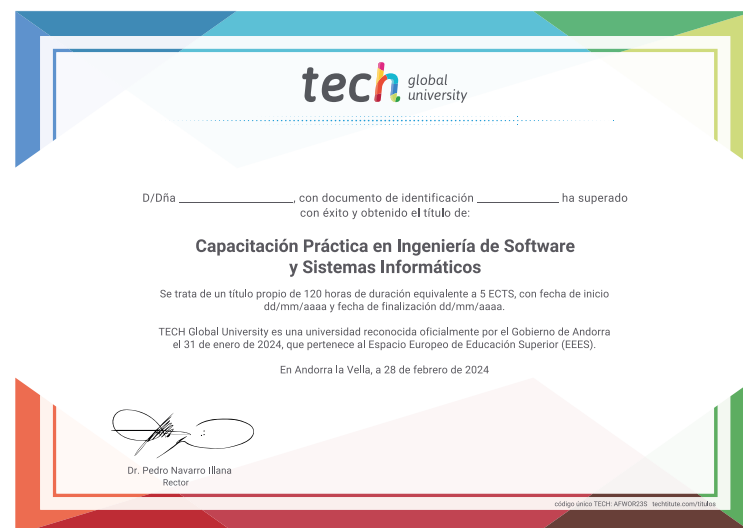 tech global
university
D/Dña ____________________, con documento de identificación ______________ ha superado
con éxito y obtenido el título de:
Capacitación Práctica en Ingeniería de Software
y Sistemas Informáticos
Se trata de un título propio de 120 horas de duración equivalente a 5 ECTS, con fecha de inicio
dd/mm/aaaa y fecha de finalización dd/mm/aaaa.
TECH Global University es una universidad reconocida oficialmente por el Gobierno de Andorra
el 31 de enero de 2024, que pertenece al Espacio Europeo de Educación Superior (EEES).
En Andorra la Vella, a 28 de febrero de 2024
Dr. Pedro Navarro Illana
Rector
código único TECH: AFWOR23S techtitute.com/títulos